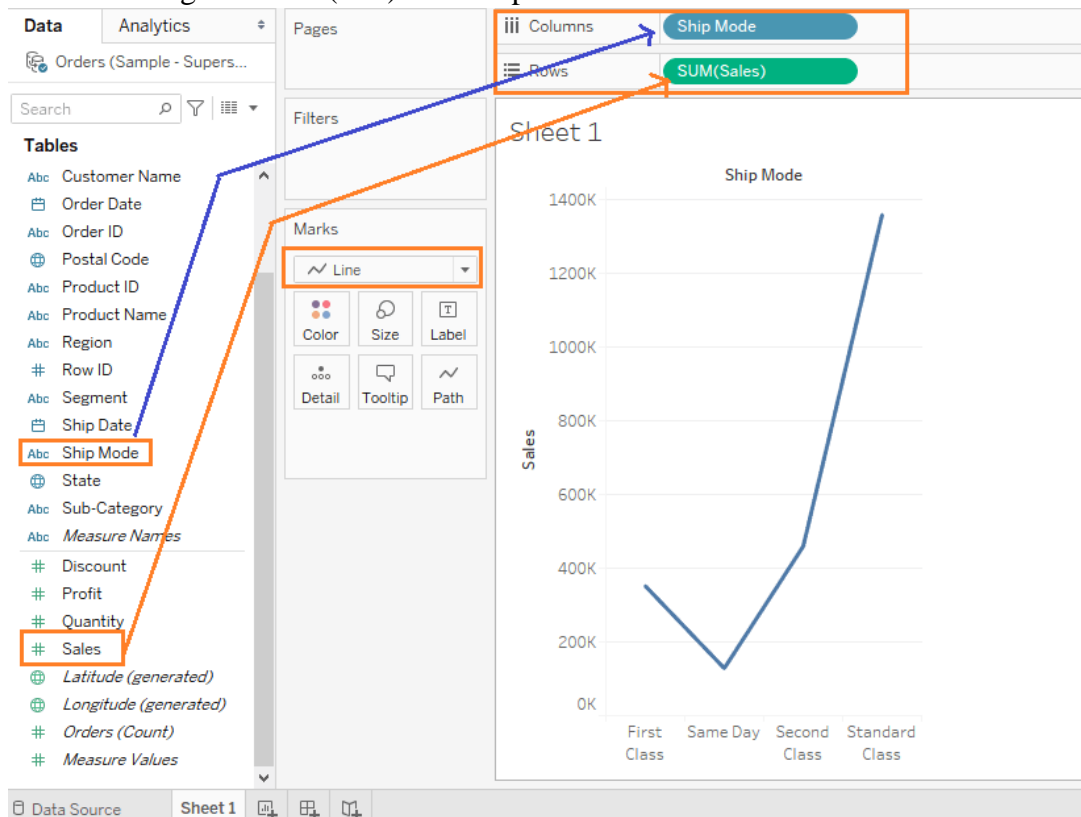 Data
Analytics
Orders (Sample - Supers...
Search
Tables
Abc Customer Name
Order Date
Abc Order ID
Postal Code
Abc Product ID
Abc Product Name
Abc Region
# Row ID
Abc Segment
Ship Date
Abc Ship Mode
State
Abc Sub-Category
Abc Measure Names
# Discount
# Profit
# Quantity
# Sales
Latitude (generated)
Longitude (generated)
# Orders (Count)
# Measure Values
Pages
Filters
Marks
Line
Color Size T Label
Detail Tooltip Path
Columns Ship Mode
Rows SUM(Sales)
Sheet 1
Ship Mode
1400K
1200K
1000K
800K
600K
400K
200K
0K
Sales
First Class
Same Day
Second Class
Standard Class
Data Source
Sheet 1